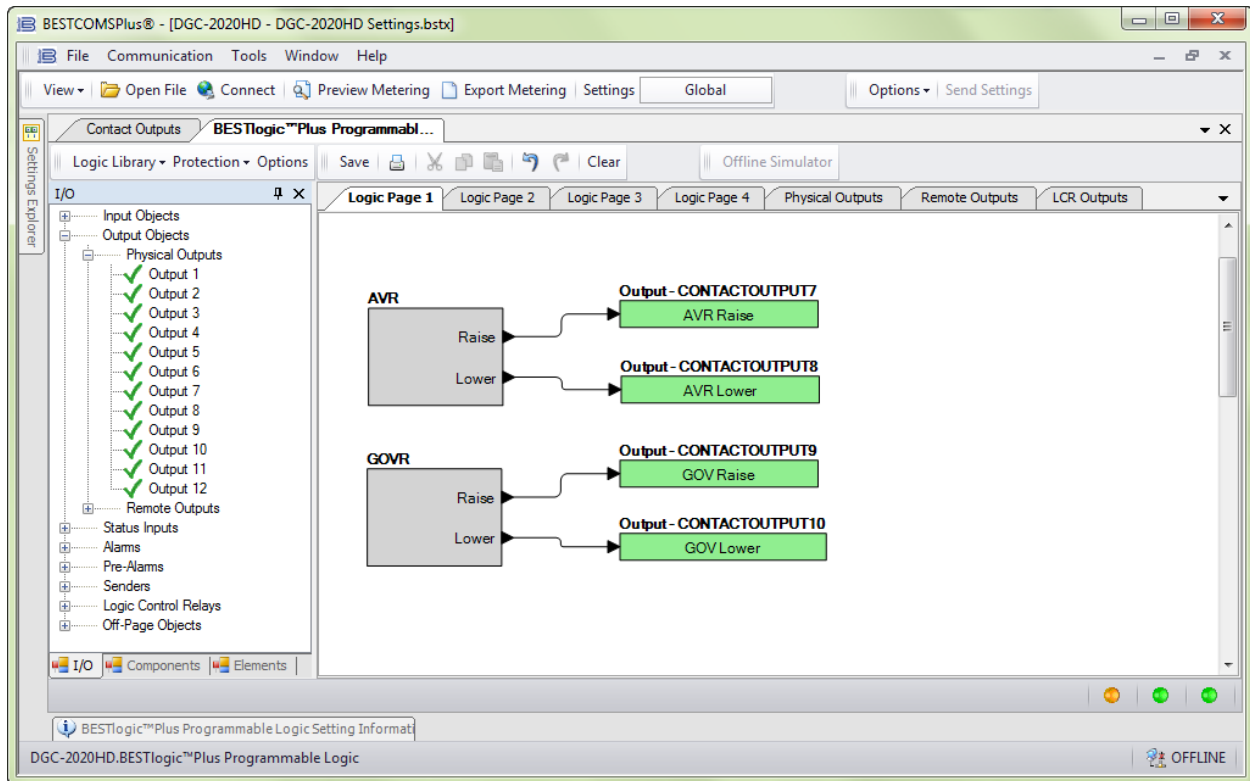 BESTCOMSPlus® - [DGC-2020HD - DGC-2020HD Settings.bstx]
File Communication Tools Window Help
View Open File Connect Preview Metering Export Metering Settings Global Options Send Settings
Settings Explorer
Contact Outputs BESTlogic™Plus Programmabl...
Logic Library Protection Options Save Clear Offline Simulator
I/O
Logic Page 1 Logic Page 2 Logic Page 3 Logic Page 4 Physical Outputs Remote Outputs LCR Outputs
Input Objects
Output Objects
Physical Outputs
Output 1
Output 2
Output 3
Output 4
Output 5
Output 6
Output 7
Output 8
Output 9
Output 10
Output 11
Output 12
Remote Outputs
Status Inputs
Alarms
Pre-Alarms
Senders
Logic Control Relays
Off-Page Objects
I/O Components Elements
AVR
Raise
Lower
Output - CONTACTOUTPUT7
AVR Raise
Output - CONTACTOUTPUT8
AVR Lower
GOVR
Raise
Lower
Output - CONTACTOUTPUT9
GOV Raise
Output - CONTACTOUTPUT10
GOV Lower
BESTlogic™Plus Programmable Logic Setting Informati
DGC-2020HD.BESTlogic™Plus Programmable Logic
OFFLINE